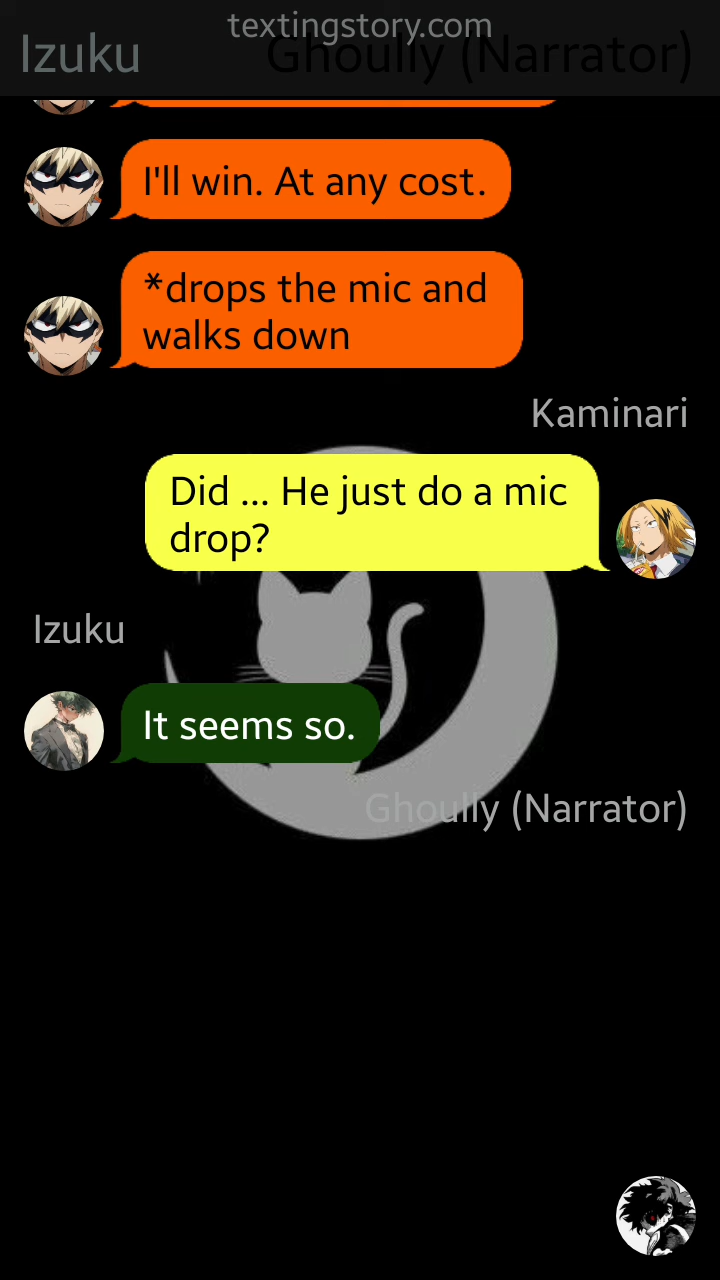 textingstory.com
Izuku
Ghoully (Narrator)
I'll win. At any cost.
*drops the mic and
walks down
Kaminari
Did ... He just do a mic
drop?
Izuku
It seems so.
Ghoully (Narrator)